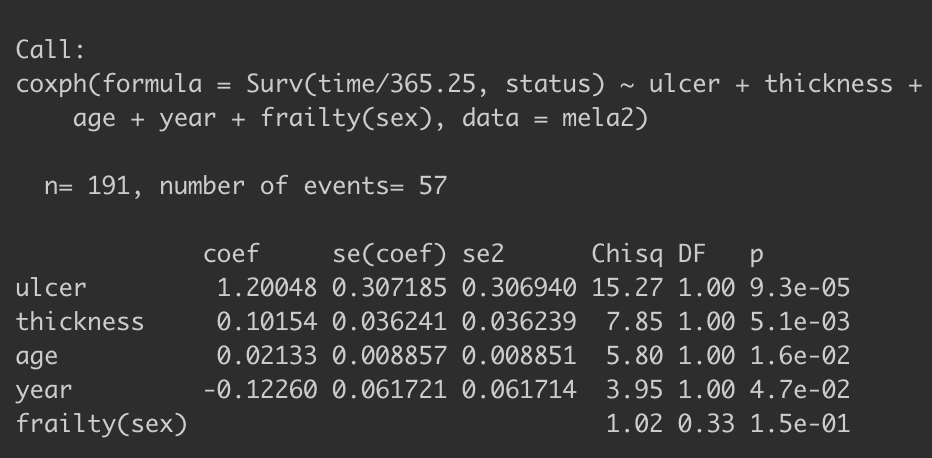 Call:
coxph(formula = Surv(time/365.25, status) ~ ulcer + thickness +
    age + year + frailty(sex), data = mela2)

  n= 191, number of events= 57

             coef     se(coef) se2      Chisq DF   p
ulcer         1.20048 0.307185 0.306940 15.27 1.00 9.3e-05
thickness     0.10154 0.036241 0.036239  7.85 1.00 5.1e-03
age           0.02133 0.008857 0.008851  5.80 1.00 1.6e-02
year         -0.12260 0.061721 0.061714  3.95 1.00 4.7e-02
frailty(sex)                             1.02 0.33 1.5e-01